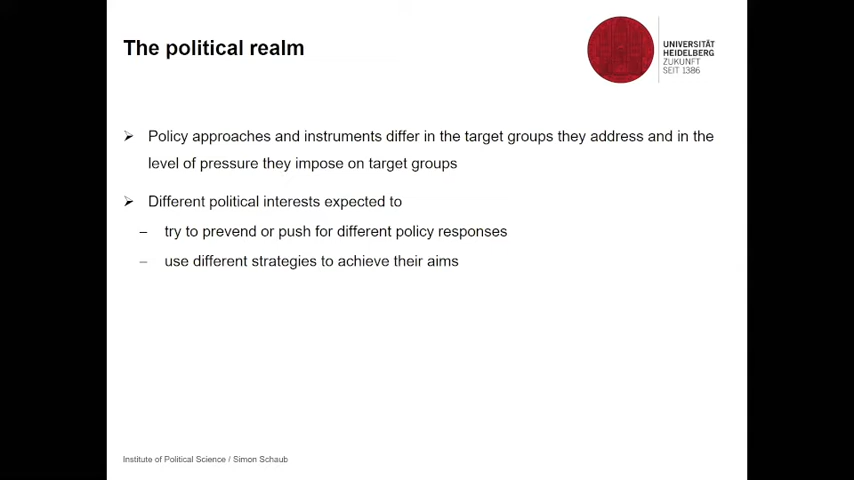 The political realm
UNIVERSITÄT
HEIDELBERG
ZUKUNFT
SEIT 1386
➢ Policy approaches and instruments differ in the target groups they address and in the
level of pressure they impose on target groups
➢ Different political interests expected to
– try to prevend or push for different policy responses
– use different strategies to achieve their aims
Institute of Political Science / Simon Schaub